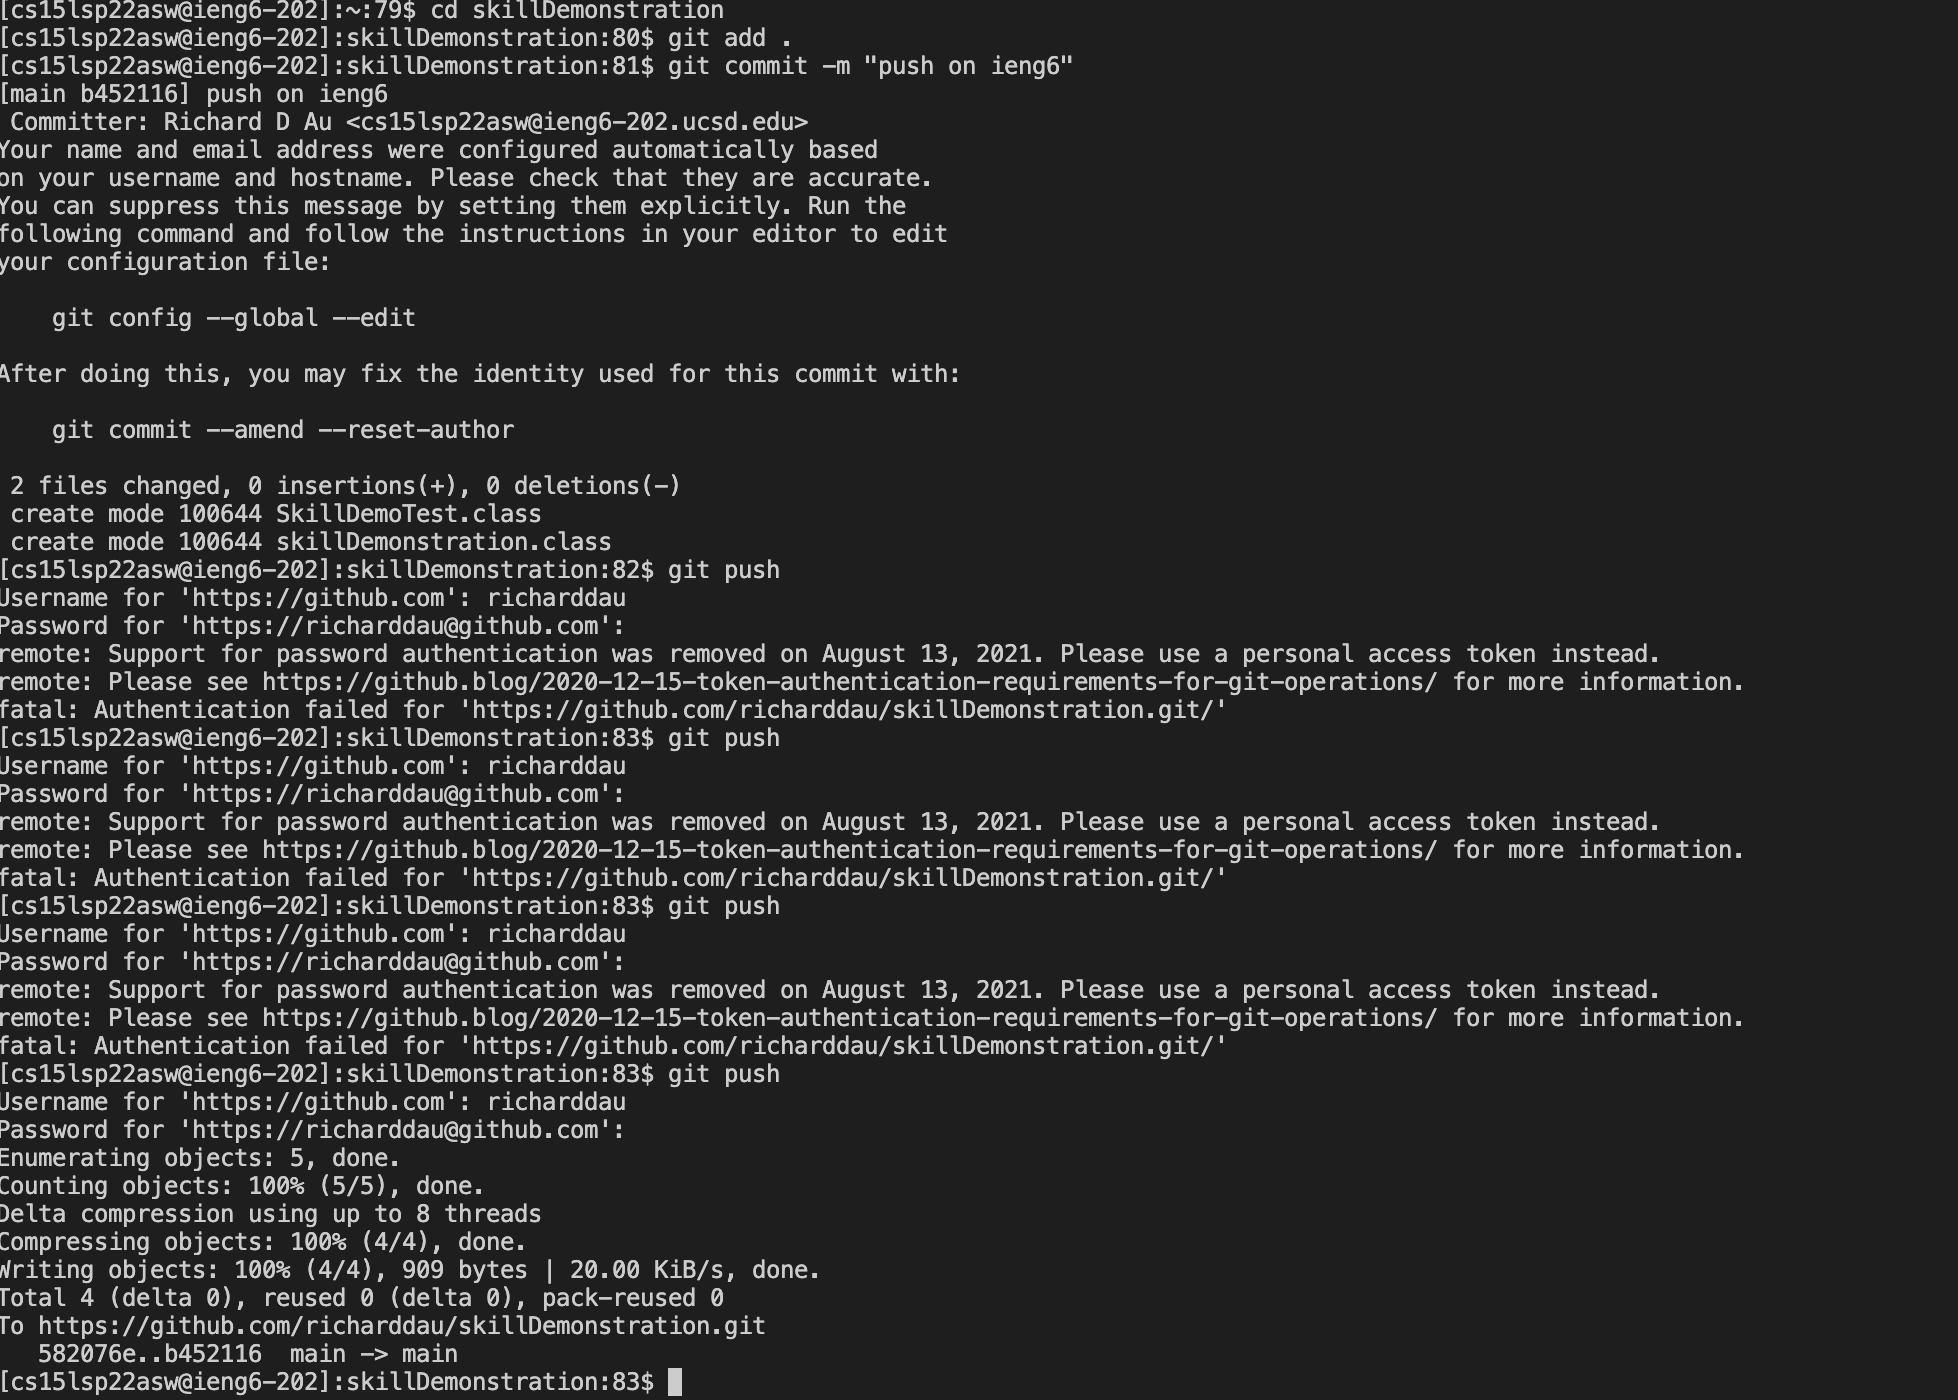 [cs15lsp22asw@ieng6-202]:~:79$ cd skillDemonstration
[cs15lsp22asw@ieng6-202]:skillDemonstration:80$ git add .
[cs15lsp22asw@ieng6-202]:skillDemonstration:81$ git commit -m "push on ieng6"
[main b452116] push on ieng6
 Committer: Richard D Au <cs15lsp22asw@ieng6-202.ucsd.edu>
Your name and email address were configured automatically based
on your username and hostname. Please check that they are accurate.
You can suppress this message by setting them explicitly. Run the
following command and follow the instructions in your editor to edit
your configuration file:

    git config --global --edit

After doing this, you may fix the identity used for this commit with:

    git commit --amend --reset-author

 2 files changed, 0 insertions(+), 0 deletions(-)
 create mode 100644 SkillDemoTest.class
 create mode 100644 skillDemonstration.class
[cs15lsp22asw@ieng6-202]:skillDemonstration:82$ git push
Username for 'https://github.com': richarddau
Password for 'https://richarddau@github.com':
remote: Support for password authentication was removed on August 13, 2021. Please use a personal access token instead.
remote: Please see https://github.blog/2020-12-15-token-authentication-requirements-for-git-operations/ for more information.
fatal: Authentication failed for 'https://github.com/richarddau/skillDemonstration.git/'
[cs15lsp22asw@ieng6-202]:skillDemonstration:83$ git push
Username for 'https://github.com': richarddau
Password for 'https://richarddau@github.com':
remote: Support for password authentication was removed on August 13, 2021. Please use a personal access token instead.
remote: Please see https://github.blog/2020-12-15-token-authentication-requirements-for-git-operations/ for more information.
fatal: Authentication failed for 'https://github.com/richarddau/skillDemonstration.git/'
[cs15lsp22asw@ieng6-202]:skillDemonstration:83$ git push
Username for 'https://github.com': richarddau
Password for 'https://richarddau@github.com':
remote: Support for password authentication was removed on August 13, 2021. Please use a personal access token instead.
remote: Please see https://github.blog/2020-12-15-token-authentication-requirements-for-git-operations/ for more information.
fatal: Authentication failed for 'https://github.com/richarddau/skillDemonstration.git/'
[cs15lsp22asw@ieng6-202]:skillDemonstration:83$ git push
Username for 'https://github.com': richarddau
Password for 'https://richarddau@github.com':
Enumerating objects: 5, done.
Counting objects: 100% (5/5), done.
Delta compression using up to 8 threads
Compressing objects: 100% (4/4), done.
Writing objects: 100% (4/4), 909 bytes | 20.00 KiB/s, done.
Total 4 (delta 0), reused 0 (delta 0), pack-reused 0
To https://github.com/richarddau/skillDemonstration.git
   582076e..b452116  main -> main
[cs15lsp22asw@ieng6-202]:skillDemonstration:83$